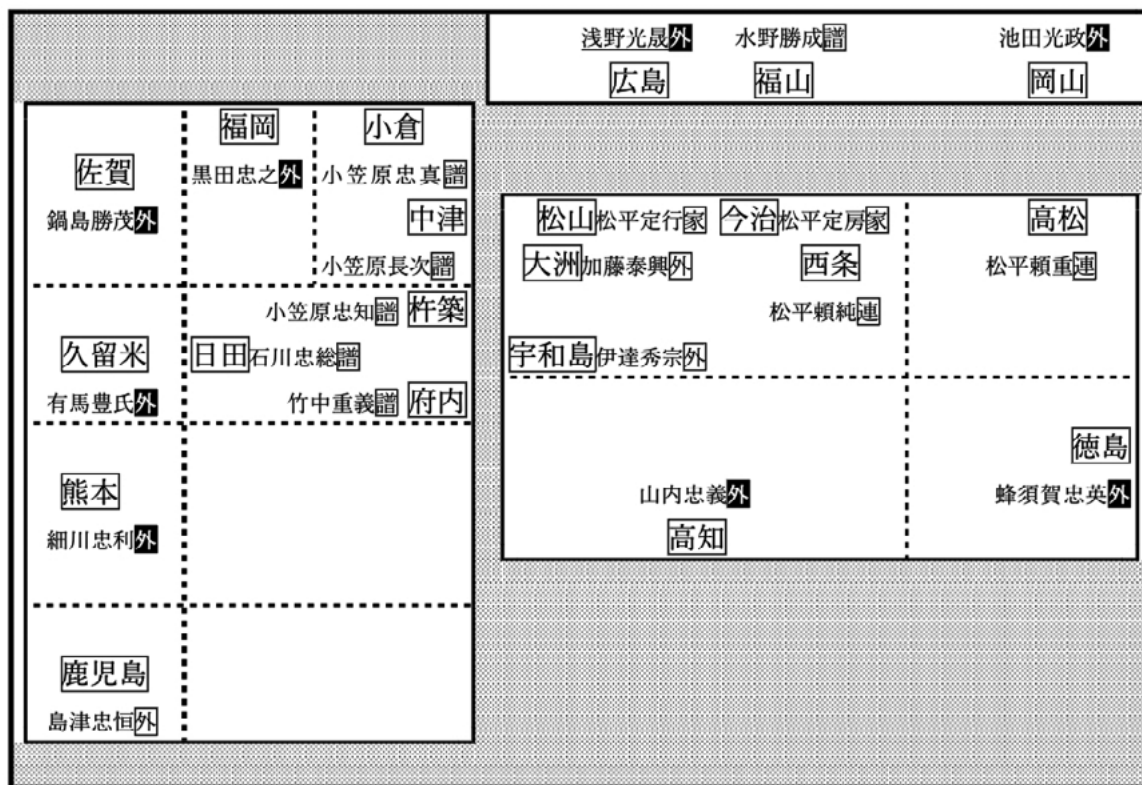 浅野光晟外 水野勝成譜 池田光政外
広島 福山 岡山
福岡 小倉
佐賀
黒田忠之外 小笠原忠真譜
鍋島勝茂外
中津
小笠原長次譜
小笠原忠知譜 杵築
久留米
日田石川忠総譜
有馬豊氏外
竹中重義譜 府内
熊本
細川忠利外
鹿児島
島津忠恒外
松山松平定行家 今治松平定房家 高松
大洲加藤泰興外 西条
松平頼重連
松平頼純連
宇和島伊達秀宗外
徳島
山内忠義外 蜂須賀忠英外
高知